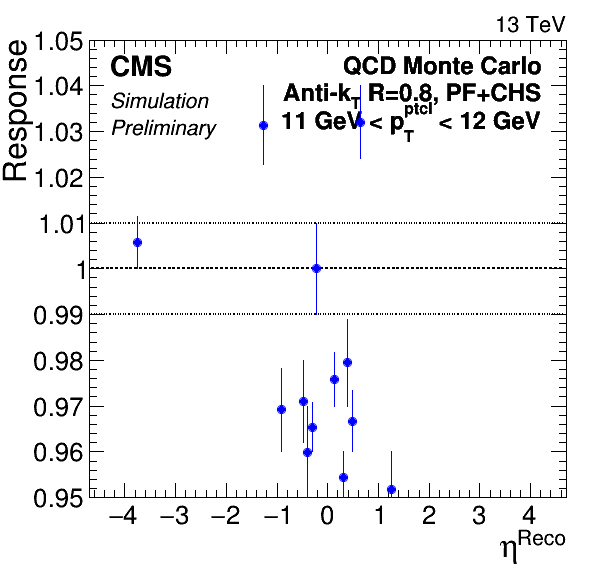 13 TeV
Response
CMS
Simulation
Preliminary
QCD Monte Carlo
Anti-k_T R=0.8, PF+CHS
11 GeV < p_T^ptcl < 12 GeV
1.05
1.04
1.03
1.02
1.01
1
0.99
0.98
0.97
0.96
0.95
−4 −3 −2 −1 0 1 2 3 4
η^Reco